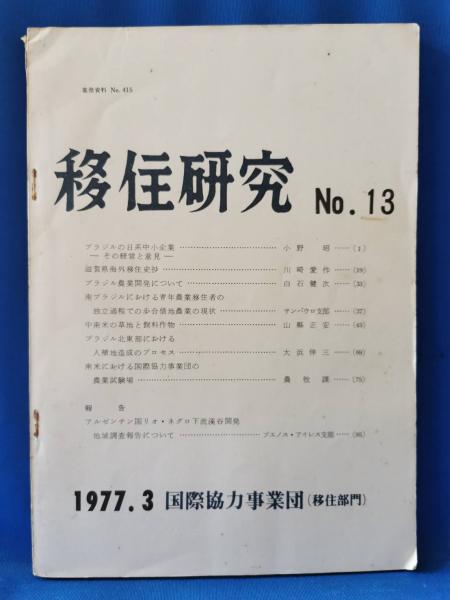 業務資料 No. 415
移住研究 No. 13
ブラジルの日系中小企業 …… 小野 昭 ……（1）
― その経営と意見 ―
滋賀県海外移住史抄 …… 川崎愛作 ……（19）
ブラジル農業開発について …… 白石健次 ……（33）
南ブラジルにおける青年農業移住者の
独立過程での歩合借地農業の現状 …… サンパウロ支部 ……（37）
中南米の草地と飼料作物 …… 山縣正安 ……（45）
ブラジル北東部における
人植地造成のプロセス …… 大浜伸三 ……（66）
南米における国際協力事業団の
農業試験場 …… 農牧課 ……（75）
報告
アルゼンチン国リオ・ネグロ下流渓谷開発
地域調査報告について …… ブエノス・アイレス支部 ……（95）
1977.3 国際協力事業団（移住部門）